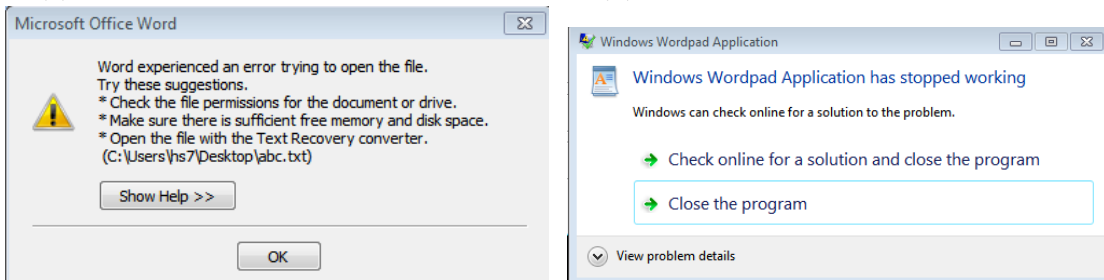 Microsoft Office Word
Word experienced an error trying to open the file.
Try these suggestions.
* Check the file permissions for the document or drive.
* Make sure there is sufficient free memory and disk space.
* Open the file with the Text Recovery converter.
(C:\Users\hs7\Desktop\abc.txt)
Show Help >>
OK
Windows Wordpad Application
Windows Wordpad Application has stopped working
Windows can check online for a solution to the problem.
Check online for a solution and close the program
Close the program
View problem details